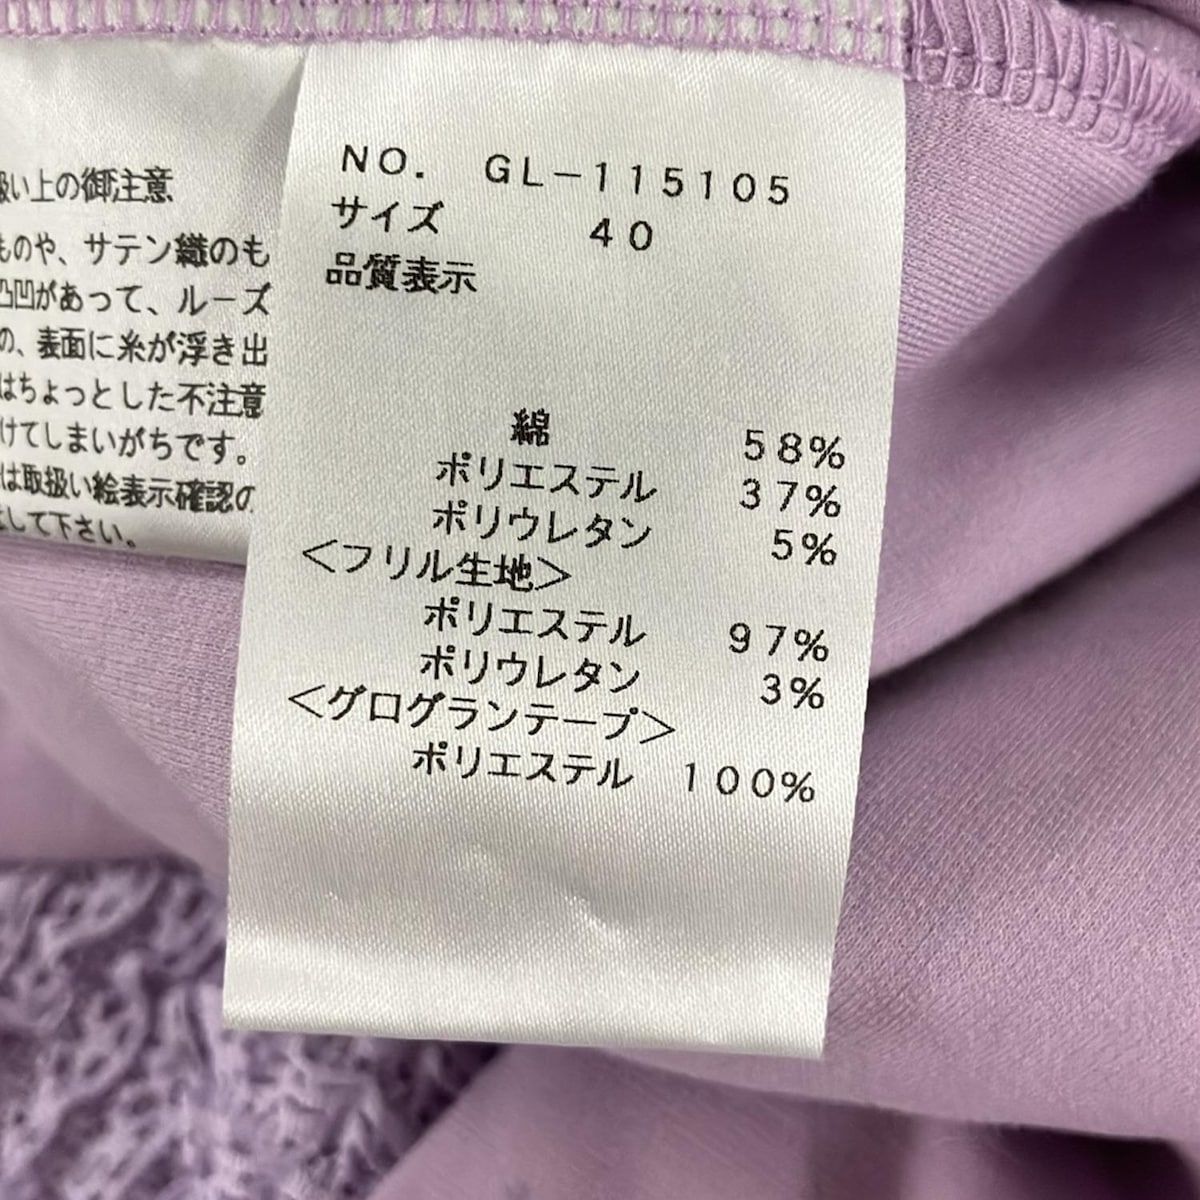 扱い上の御注意
ものや、サテン織のも
凸凹があって、ルーズ
の、表面に糸が浮き出
はちょっとした不注意
けてしまいがちです。
は取扱い絵表示確認の
して下さい。
NO. GL-115105
サイズ 40
品質表示
綿 58%
ポリエステル 37%
ポリウレタン 5%
<フリル生地>
ポリエステル 97%
ポリウレタン 3%
<グログランテープ>
ポリエステル 100%